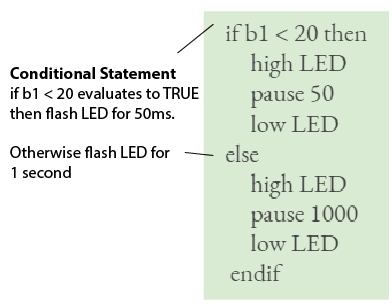 Conditional Statement
if b1 < 20 evaluates to TRUE
then flash LED for 50ms.
Otherwise flash LED for
1 second
if b1 < 20 then
high LED
pause 50
low LED
else
high LED
pause 1000
low LED
endif